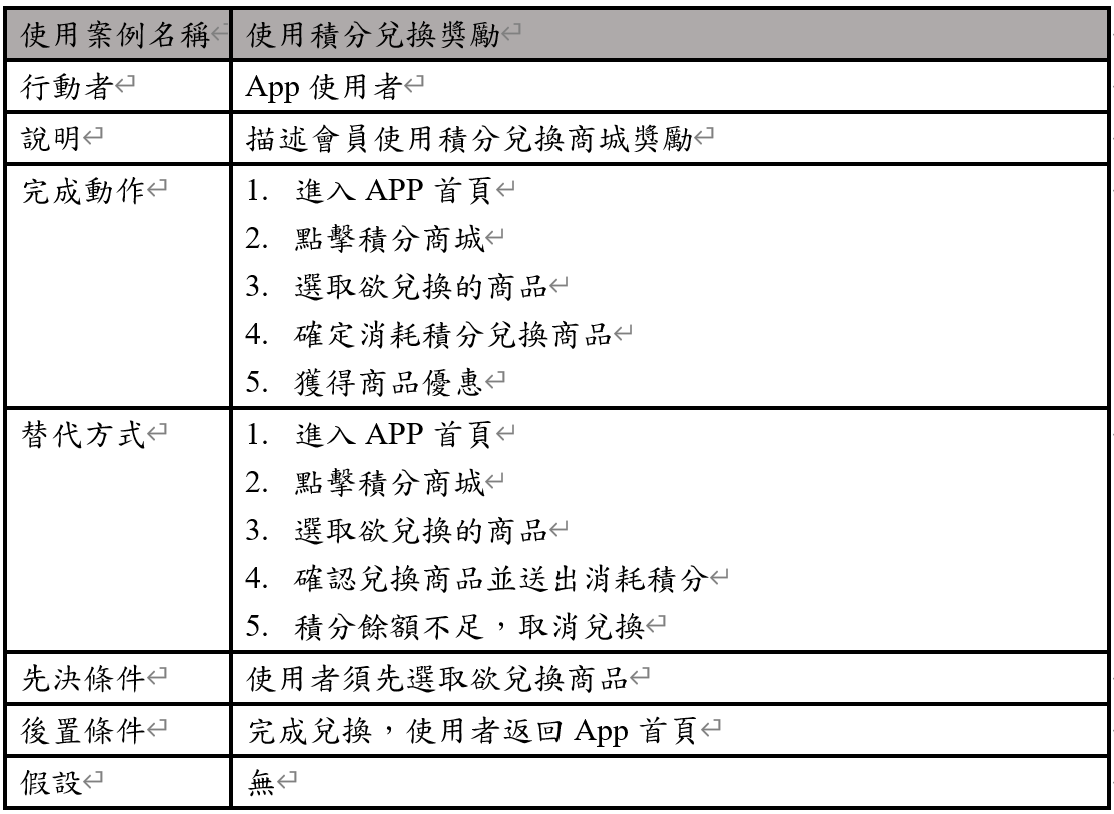 使用案例名稱 使用積分兌換獎勵
行動者 App 使用者
說明 描述會員使用積分兌換商城獎勵
完成動作 1. 進入 APP 首頁
2. 點擊積分商城
3. 選取欲兌換的商品
4. 確定消耗積分兌換商品
5. 獲得商品優惠
替代方式 1. 進入 APP 首頁
2. 點擊積分商城
3. 選取欲兌換的商品
4. 確認兌換商品並送出消耗積分
5. 積分餘額不足，取消兌換
先決條件 使用者須先選取欲兌換商品
後置條件 完成兌換，使用者返回 App 首頁
假設 無